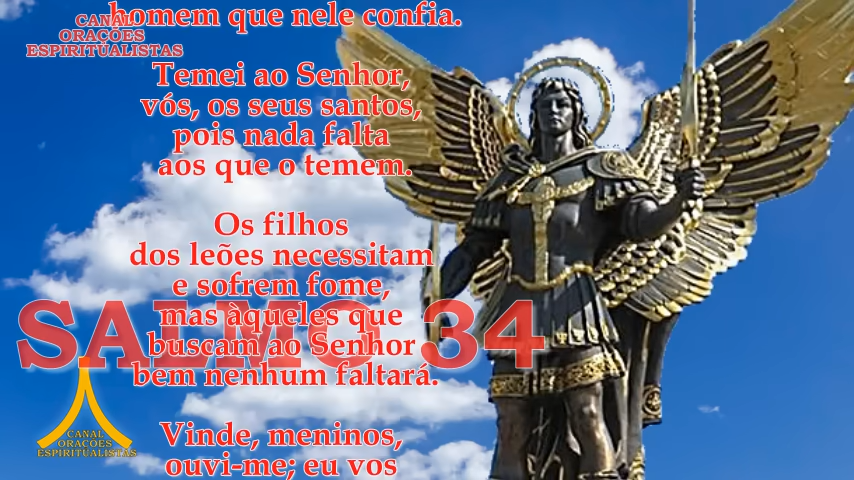 homem que nele confia.
CANAL
ORAÇÕES
ESPIRITUALISTAS
Temei ao Senhor,
vós, os seus santos,
pois nada falta
aos que o temem.
Os filhos
dos leões necessitam
e sofrem fome,
mas àqueles que
buscam ao Senhor
bem nenhum faltará.
SALMO 34
CANAL
ORAÇÕES
ESPIRITUALISTAS
Vinde, meninos,
ouvi-me; eu vos